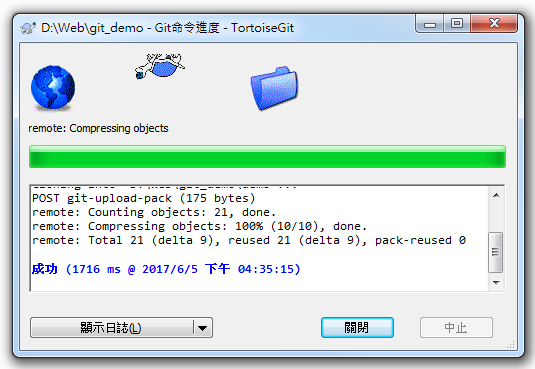 D:\Web\git_demo - Git命令進度 - TortoiseGit
remote: Compressing objects
POST git-upload-pack (175 bytes)
remote: Counting objects: 21, done.
remote: Compressing objects: 100% (10/10), done.
remote: Total 21 (delta 9), reused 21 (delta 9), pack-reused 0
成功 (1716 ms @ 2017/6/5 下午 04:35:15)
顯示日誌(L)
關閉
中止